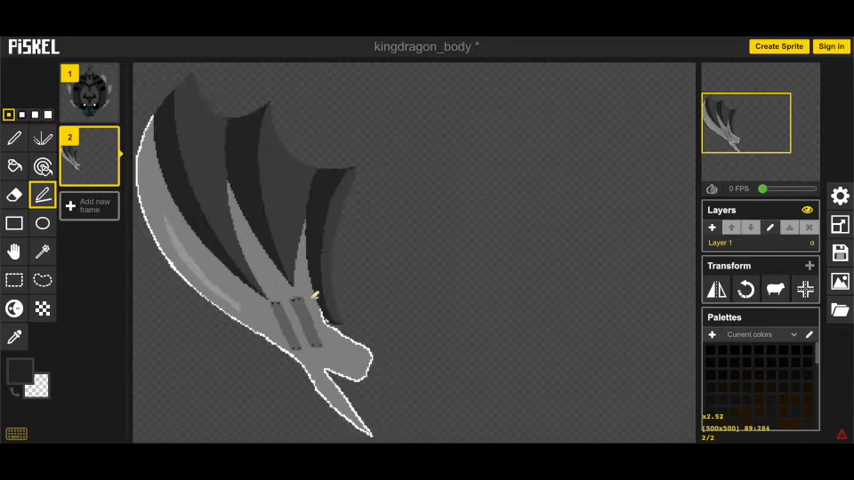 PiSKEL
kingdragon_body *
Create Sprite
Sign in
1
2
Add new
frame
0 FPS
Layers
Layer 1
α
Transform
Palettes
Current colors
x2.52
[500x500] 89:284
2/2